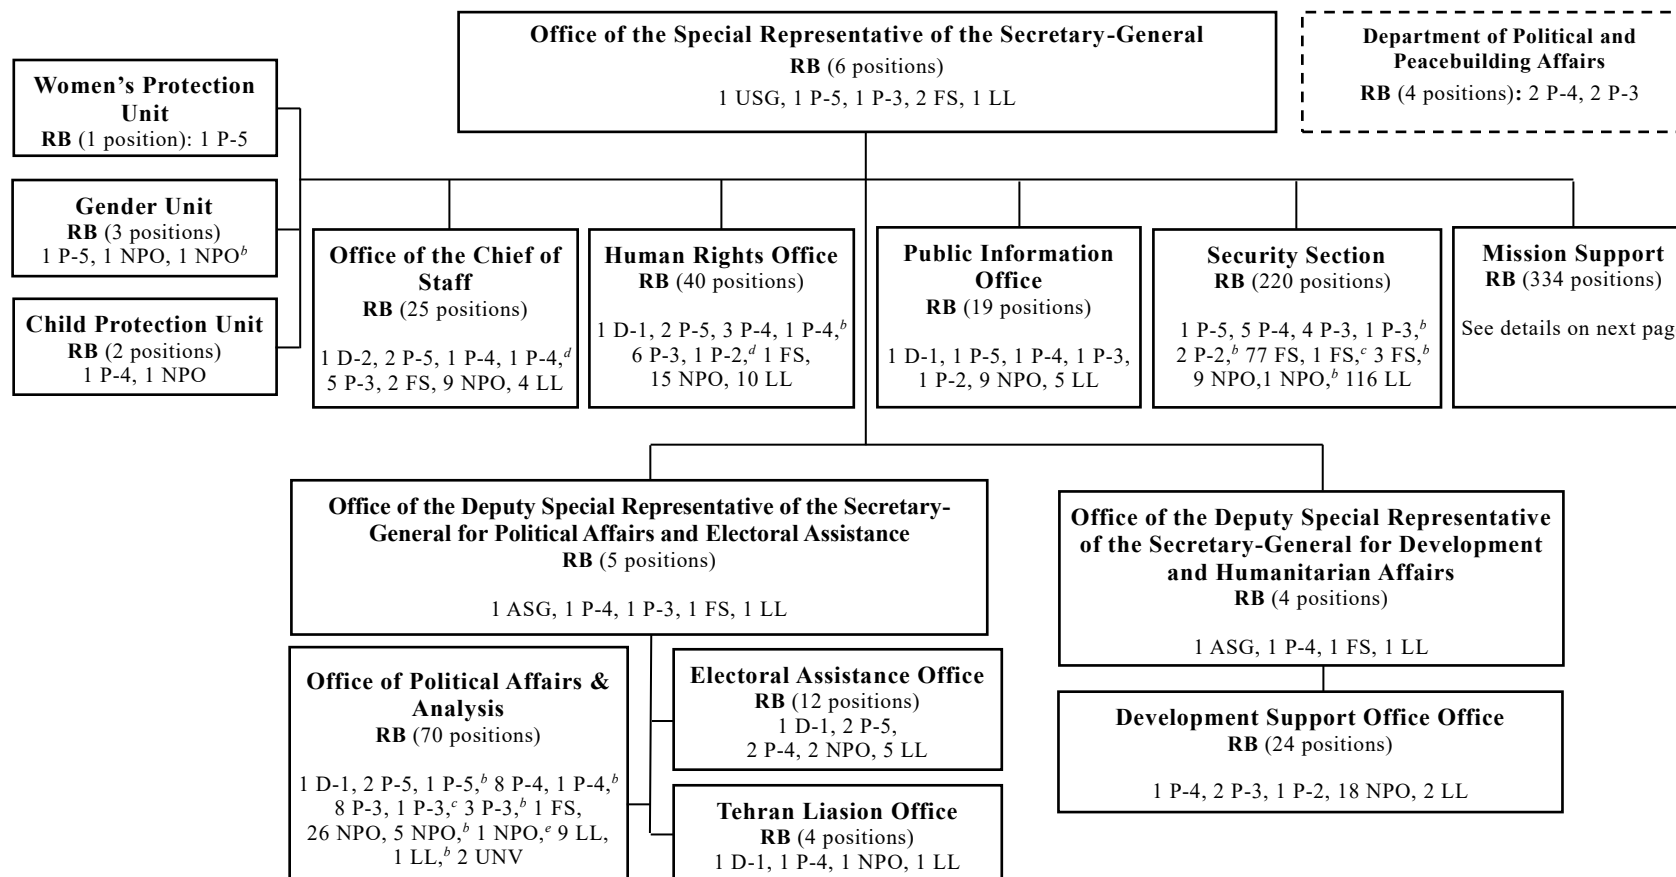 Office of the Special Representative of the Secretary-General
RB (6 positions)
1 USG, 1 P-5, 1 P-3, 2 FS, 1 LL
Department of Political and
Peacebuilding Affairs
RB (4 positions): 2 P-4, 2 P-3
Women's Protection
Unit
RB (1 position): 1 P-5
Gender Unit
RB (3 positions)
1 P-5, 1 NPO, 1 NPOb
Child Protection Unit
RB (2 positions)
1 P-4, 1 NPO
Office of the Chief of
Staff
RB (25 positions)
1 D-2, 2 P-5, 1 P-4, 1 P-4,d
5 P-3, 2 FS, 9 NPO, 4 LL
Human Rights Office
RB (40 positions)
1 D-1, 2 P-5, 3 P-4, 1 P-4,b
6 P-3, 1 P-2,d 1 FS,
15 NPO, 10 LL
Public Information
Office
RB (19 positions)
1 D-1, 1 P-5, 1 P-4, 1 P-3,
1 P-2, 9 NPO, 5 LL
Security Section
RB (220 positions)
1 P-5, 5 P-4, 4 P-3, 1 P-3,b
2 P-2,b 77 FS, 1 FS,c 3 FS,b
9 NPO,1 NPO,b 116 LL
Mission Support
RB (334 positions)
See details on next pag
Office of the Deputy Special Representative of the Secretary-
General for Political Affairs and Electoral Assistance
RB (5 positions)
1 ASG, 1 P-4, 1 P-3, 1 FS, 1 LL
Office of the Deputy Special Representative
of the Secretary-General for Development
and Humanitarian Affairs
RB (4 positions)
1 ASG, 1 P-4, 1 FS, 1 LL
Office of Political Affairs &
Analysis
RB (70 positions)
1 D-1, 2 P-5, 1 P-5,b 8 P-4, 1 P-4,b
8 P-3, 1 P-3,c 3 P-3,b 1 FS,
26 NPO, 5 NPO,b 1 NPO,e 9 LL,
1 LL,b 2 UNV
Electoral Assistance Office
RB (12 positions)
1 D-1, 2 P-5,
2 P-4, 2 NPO, 5 LL
Tehran Liasion Office
RB (4 positions)
1 D-1, 1 P-4, 1 NPO, 1 LL
Development Support Office Office
RB (24 positions)
1 P-4, 2 P-3, 1 P-2, 18 NPO, 2 LL